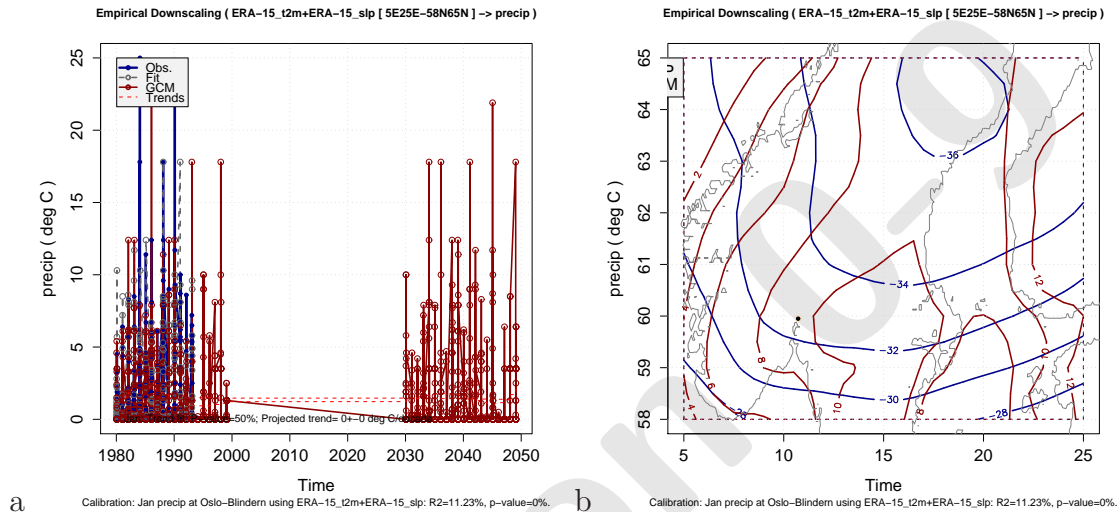 Empirical Downscaling ( ERA−15_t2m+ERA−15_slp [ 5E25E−58N65N ] −> precip )
Obs.
Fit
GCM
Trends
precip ( deg C )
25
20
15
10
5
0
=50%; Projected trend= 0+−0 deg C/
1980 1990 2000 2010 2020 2030 2040 2050
Time
a
Calibration: Jan precip at Oslo−Blindern using ERA−15_t2m+ERA−15_slp: R2=11.23%, p−value=0%.
Empirical Downscaling ( ERA−15_t2m+ERA−15_slp [ 5E25E−58N65N ] −> precip )
M
precip ( deg C )
65
64
63
62
61
60
59
58
−36
−34
−32
−30
−28
2
4
4
6
8
8
10
12
12
5 10 15 20 25
Time
b
Calibration: Jan precip at Oslo−Blindern using ERA−15_t2m+ERA−15_slp: R2=11.23%, p−value=0%.